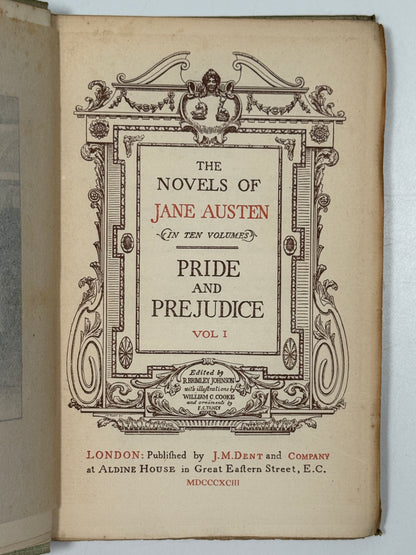 THE
NOVELS OF
JANE AUSTEN
(IN TEN VOLUMES)
PRIDE
AND
PREJUDICE
VOL I
Edited by
R. BRIMLEY JOHNSON
with illustrations by
WILLIAM C. COOKE
and ornaments by
F. C. TILNEY
LONDON: Publiſhed by J. M. DENT and COMPANY
at ALDINE HOUSE in Great Eaſtern Street, E.C.
MDCCCXCIII